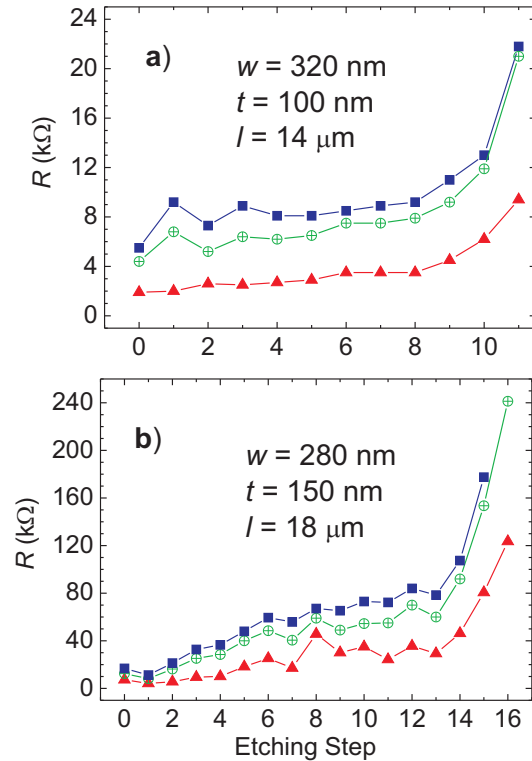 24
a)
w = 320 nm
20
t = 100 nm
16
l = 14 μm
R (kΩ)
12
8
4
0
0 2 4 6 8 10
240
b)
w = 280 nm
200
t = 150 nm
160
l = 18 μm
R (kΩ)
120
80
40
0
0 2 4 6 8 10 12 14 16
Etching Step